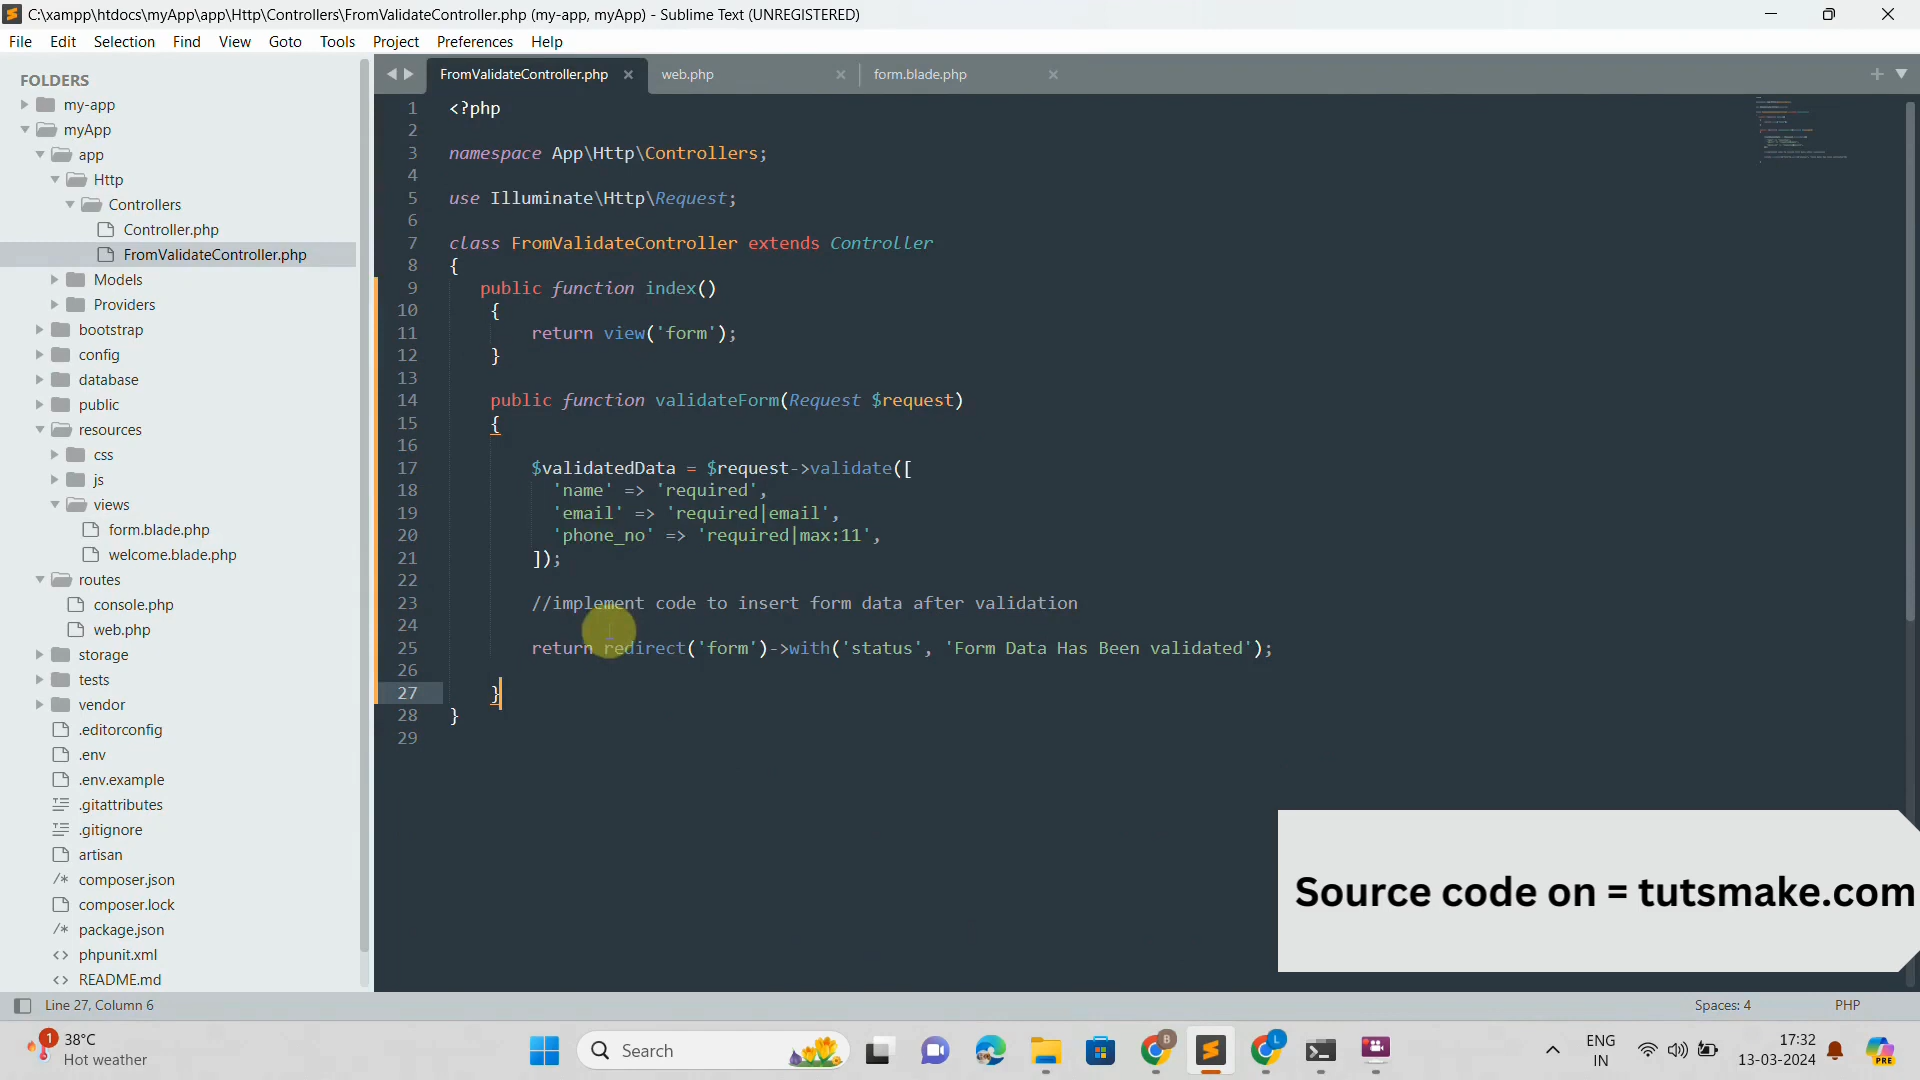 C:\xampp\htdocs\myApp\app\Http\Controllers\FromValidateController.php (my-app, myApp) - Sublime Text (UNREGISTERED)
File Edit Selection Find View Goto Tools Project Preferences Help
FOLDERS
my-app
myApp
app
Http
Controllers
Controller.php
FromValidateController.php
Models
Providers
bootstrap
config
database
public
resources
css
js
views
form.blade.php
welcome.blade.php
routes
console.php
web.php
storage
tests
vendor
.editorconfig
.env
.env.example
.gitattributes
.gitignore
artisan
/* composer.json
composer.lock
/* package.json
<> phpunit.xml
<> README.md
FromValidateController.php web.php form.blade.php
1 <?php
2
3 namespace App\Http\Controllers;
4
5 use Illuminate\Http\Request;
6
7 class FromValidateController extends Controller
8 {
9 public function index()
10 {
11 return view('form');
12 }
13
14 public function validateForm(Request $request)
15 {
16
17 $validatedData = $request->validate([
18 'name' => 'required',
19 'email' => 'required|email',
20 'phone_no' => 'required|max:11',
21 ]);
22
23 //implement code to insert form data after validation
24
25 return redirect('form')->with('status', 'Form Data Has Been validated');
26
27 }
28 }
29
Source code on = tutsmake.com
Line 27, Column 6 Spaces: 4 PHP
1 38°C
Hot weather
Search
B
L
ENG
IN
17:32
13-03-2024
PRE